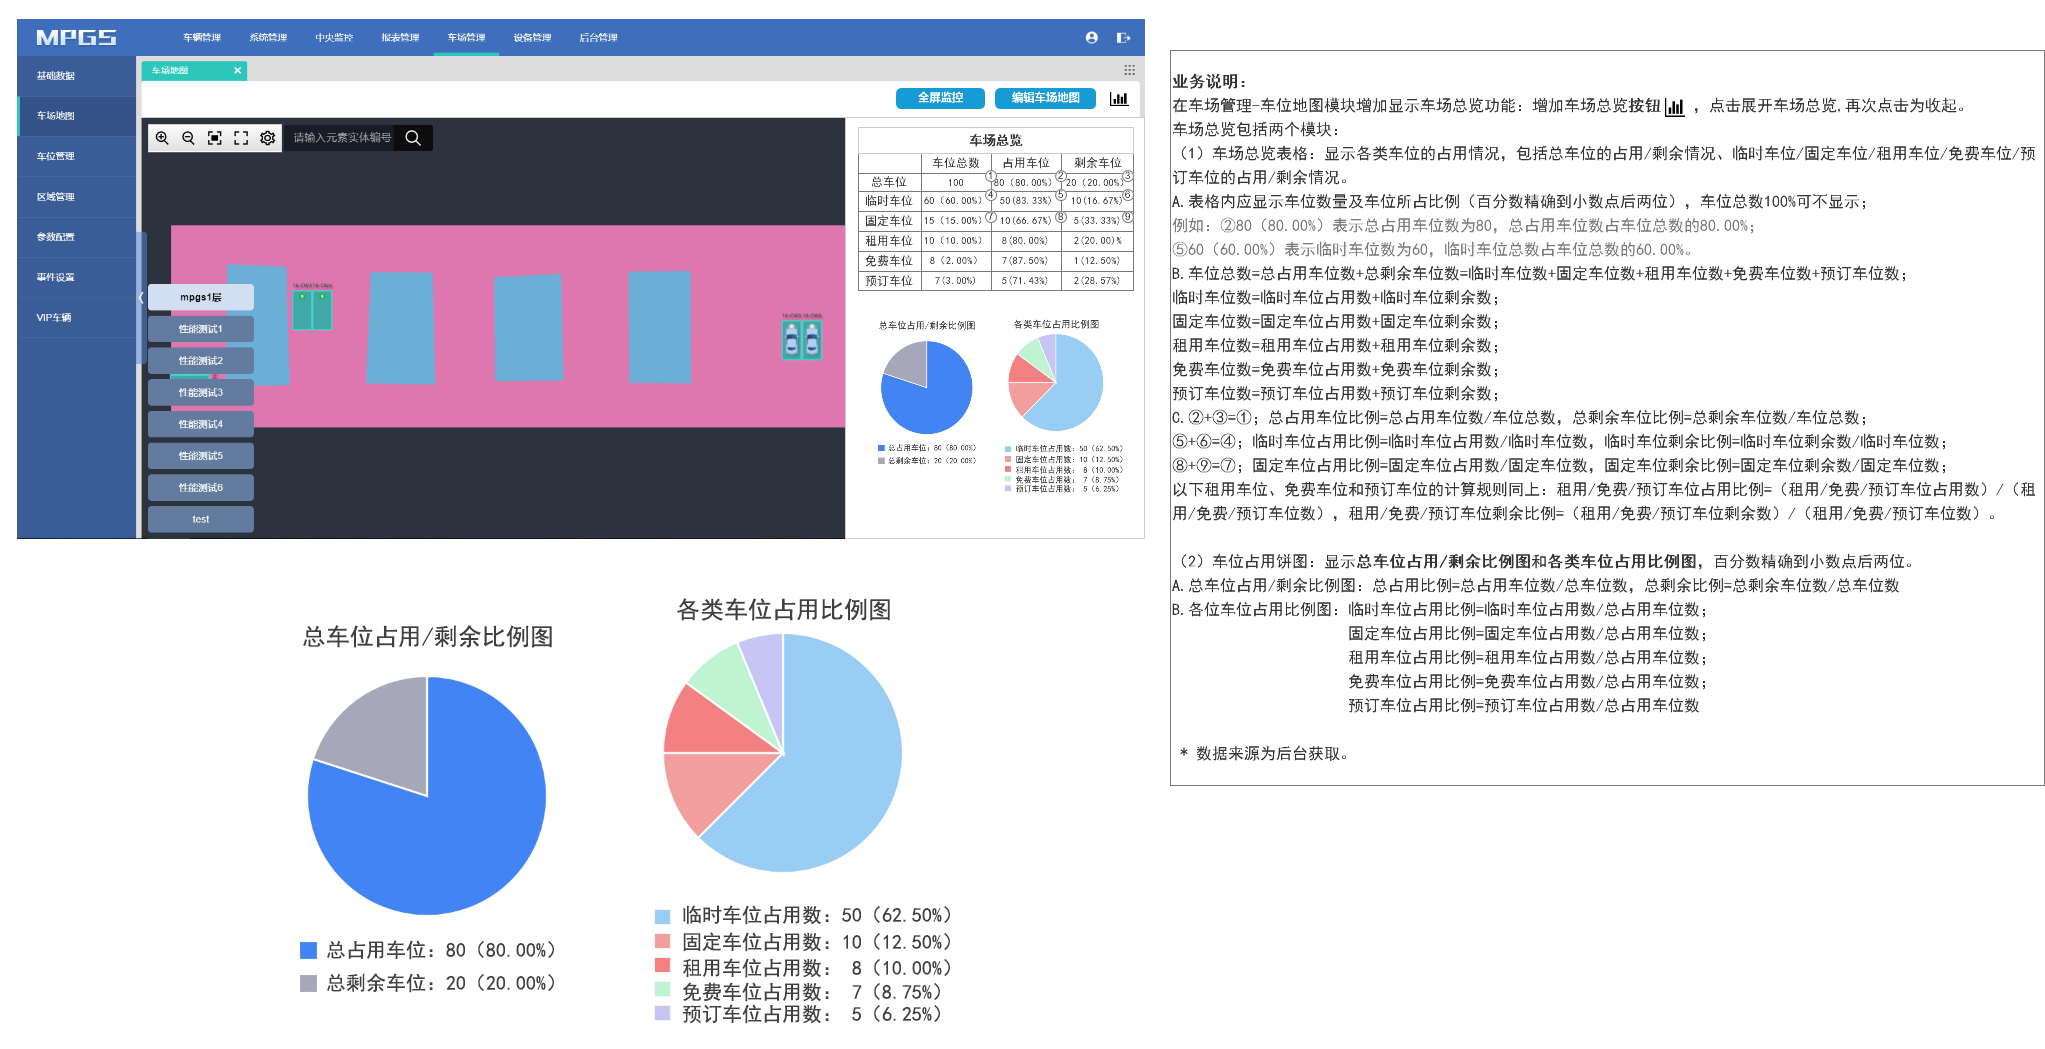 MPGS
车辆管理 系统管理 中央监控 报表管理 车场管理 设备管理 后台管理
基础数据
车场地图
车位管理
区域管理
参数配置
事件设置
VIP车辆
车场地图 ×
全屏监控 编辑车场地图
请输入元素实体编号
mpgs1层
性能测试1
性能测试2
性能测试3
性能测试4
性能测试5
性能测试6
test
车场总览
车位总数 占用车位 剩余车位
总车位 100 ① 80（80.00%） ② 20（20.00%） ③
临时车位 60（60.00%） ④ 50(83.33%) ⑤ 10(16.67%) ⑥
固定车位 15（15.00%） ⑦ 10(66.67%) ⑧ 5(33.33%) ⑨
租用车位 10（10.00%） 8(80.00%) 2(20.00)%
免费车位 8（2.00%） 7(87.50%) 1(12.50%)
预订车位 7(3.00%) 5(71.43%) 2(28.57%)
总车位占用/剩余比例图
总占用车位: 80（80.00%）
总剩余车位: 20（20.00%）
各类车位占用比例图
临时车位占用数: 50（62.50%）
固定车位占用数: 10（12.50%）
租用车位占用数: 8（10.00%）
免费车位占用数: 7（8.75%）
预订车位占用数: 5（6.25%）
总车位占用/剩余比例图
总占用车位: 80（80.00%）
总剩余车位: 20（20.00%）
各类车位占用比例图
临时车位占用数: 50（62.50%）
固定车位占用数: 10（12.50%）
租用车位占用数: 8（10.00%）
免费车位占用数: 7（8.75%）
预订车位占用数: 5（6.25%）
业务说明:
在车场管理-车位地图模块增加显示车场总览功能: 增加车场总览按钮 ，点击展开车场总览,再次点击为收起。
车场总览包括两个模块:
（1）车场总览表格: 显示各类车位的占用情况，包括总车位的占用/剩余情况、临时车位/固定车位/租用车位/免费车位/预
订车位的占用/剩余情况。
A.表格内应显示车位数量及车位所占比例（百分数精确到小数点后两位），车位总数100%可不显示;
例如: ②80（80.00%）表示总占用车位数为80, 总占用车位数占车位总数的80.00%;
⑤60（60.00%）表示临时车位数为60, 临时车位总数占车位总数的60.00%。
B.车位总数=总占用车位数+总剩余车位数=临时车位数+固定车位数+租用车位数+免费车位数+预订车位数;
临时车位数=临时车位占用数+临时车位剩余数;
固定车位数=固定车位占用数+固定车位剩余数;
租用车位数=租用车位占用数+租用车位剩余数;
免费车位数=免费车位占用数+免费车位剩余数;
预订车位数=预订车位占用数+预订车位剩余数;
C.②+③=①; 总占用车位比例=总占用车位数/车位总数, 总剩余车位比例=总剩余车位数/车位总数;
⑤+⑥=④; 临时车位占用比例=临时车位占用数/临时车位数, 临时车位剩余比例=临时车位剩余数/临时车位数;
⑧+⑨=⑦; 固定车位占用比例=固定车位占用数/固定车位数, 固定车位剩余比例=固定车位剩余数/固定车位数;
以下租用车位、免费车位和预订车位的计算规则同上: 租用/免费/预订车位占用比例=（租用/免费/预订车位占用数）/（租
用/免费/预订车位数）, 租用/免费/预订车位剩余比例=（租用/免费/预订车位剩余数）/（租用/免费/预订车位数）。
（2）车位占用饼图: 显示总车位占用/剩余比例图和各类车位占用比例图, 百分数精确到小数点后两位。
A.总车位占用/剩余比例图: 总占用比例=总占用车位数/总车位数, 总剩余比例=总剩余车位数/总车位数
B.各位车位占用比例图: 临时车位占用比例=临时车位占用数/总占用车位数;
固定车位占用比例=固定车位占用数/总占用车位数;
租用车位占用比例=租用车位占用数/总占用车位数;
免费车位占用比例=免费车位占用数/总占用车位数;
预订车位占用比例=预订车位占用数/总占用车位数
* 数据来源为后台获取。